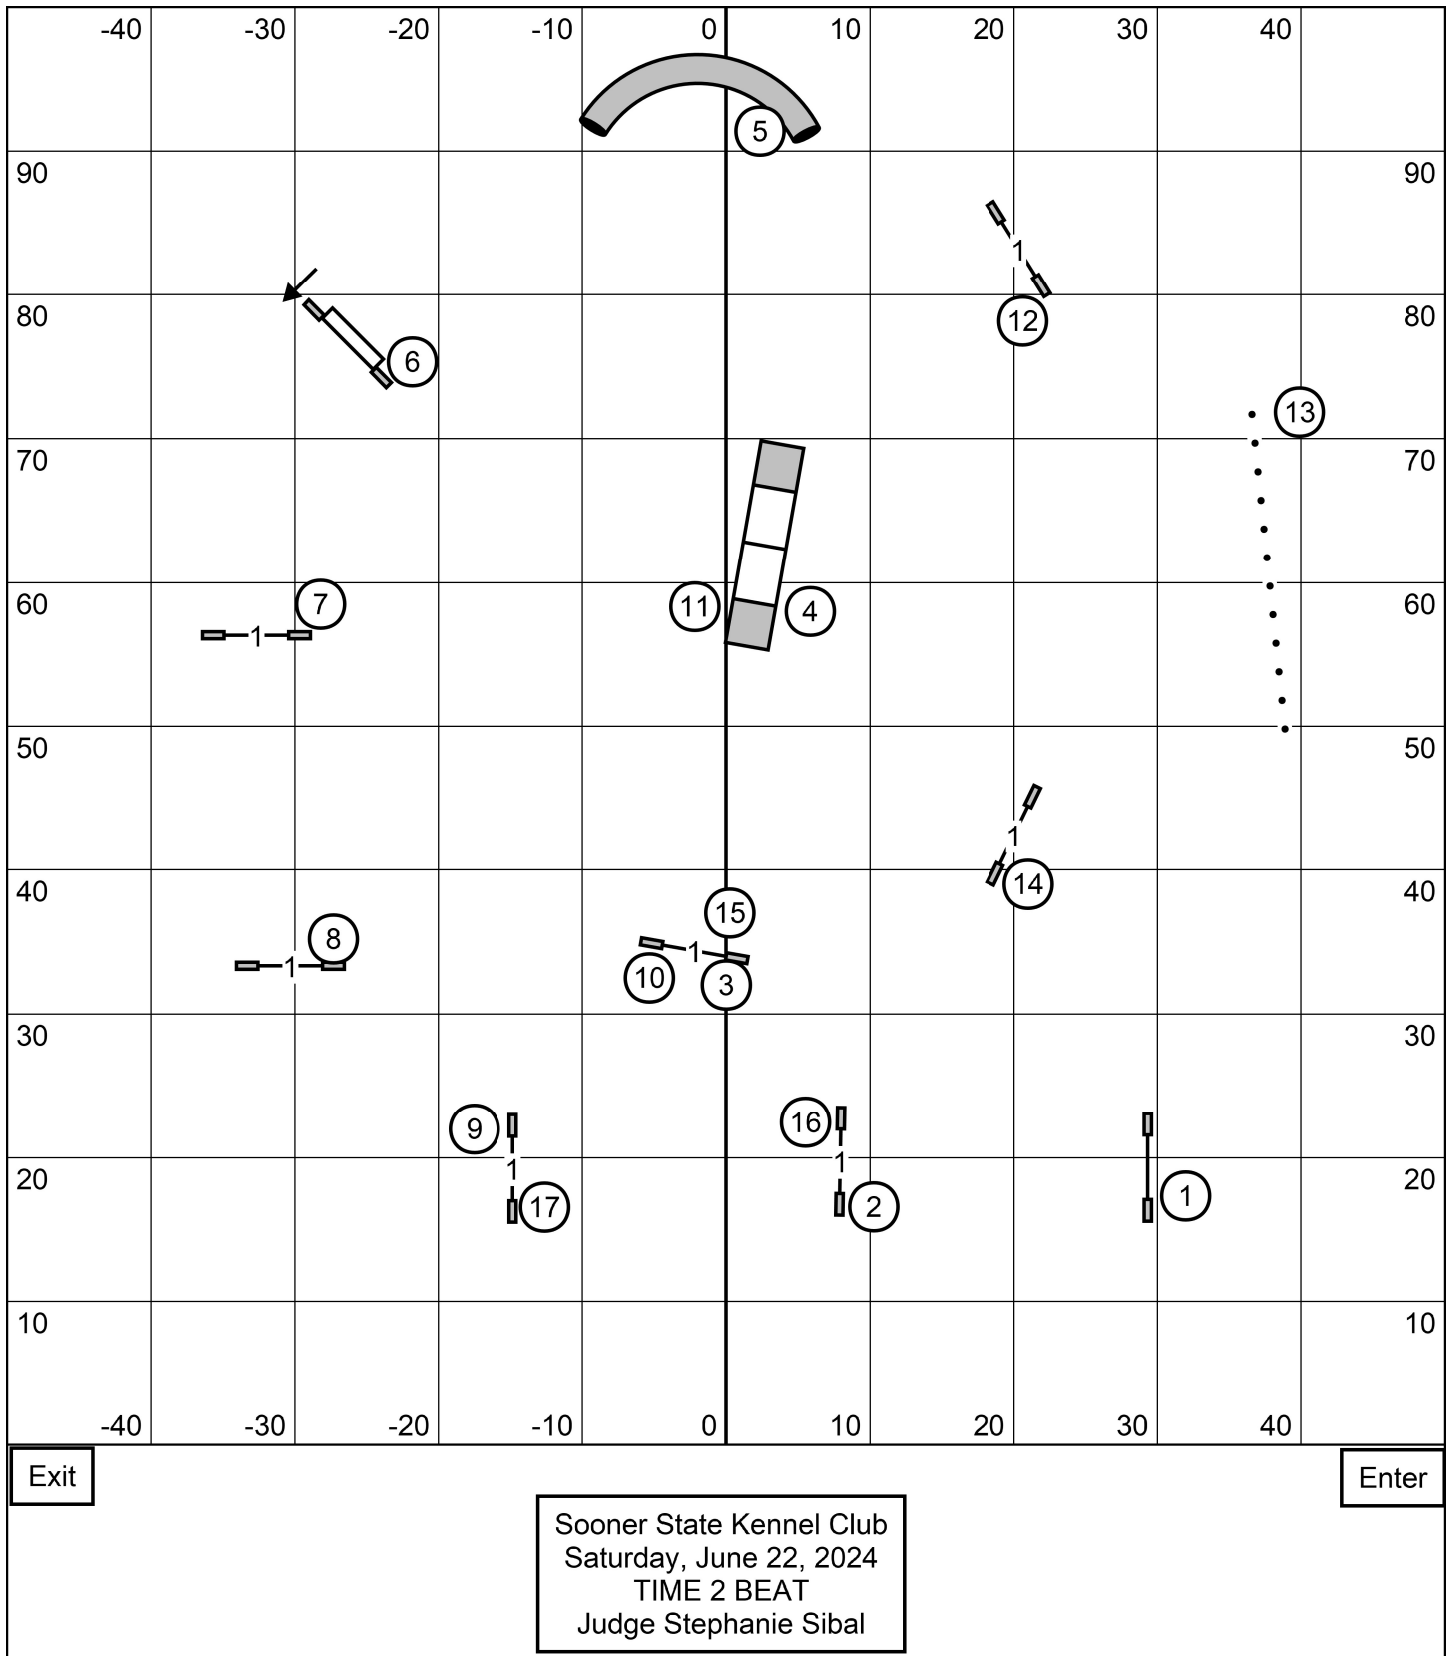 -40 -30 -20 -10 0 10 20 30 40
5
90 90
1
12
80 80
6
13
70 70
7 11 4
60 60
1
50 50
1
14
40 40
15
8
1 1
10 3
30 30
16
9
1 1
20 20
17 2 1
10 10
-40 -30 -20 -10 0 10 20 30 40
Exit Enter
Sooner State Kennel Club
Saturday, June 22, 2024
TIME 2 BEAT
Judge Stephanie Sibal